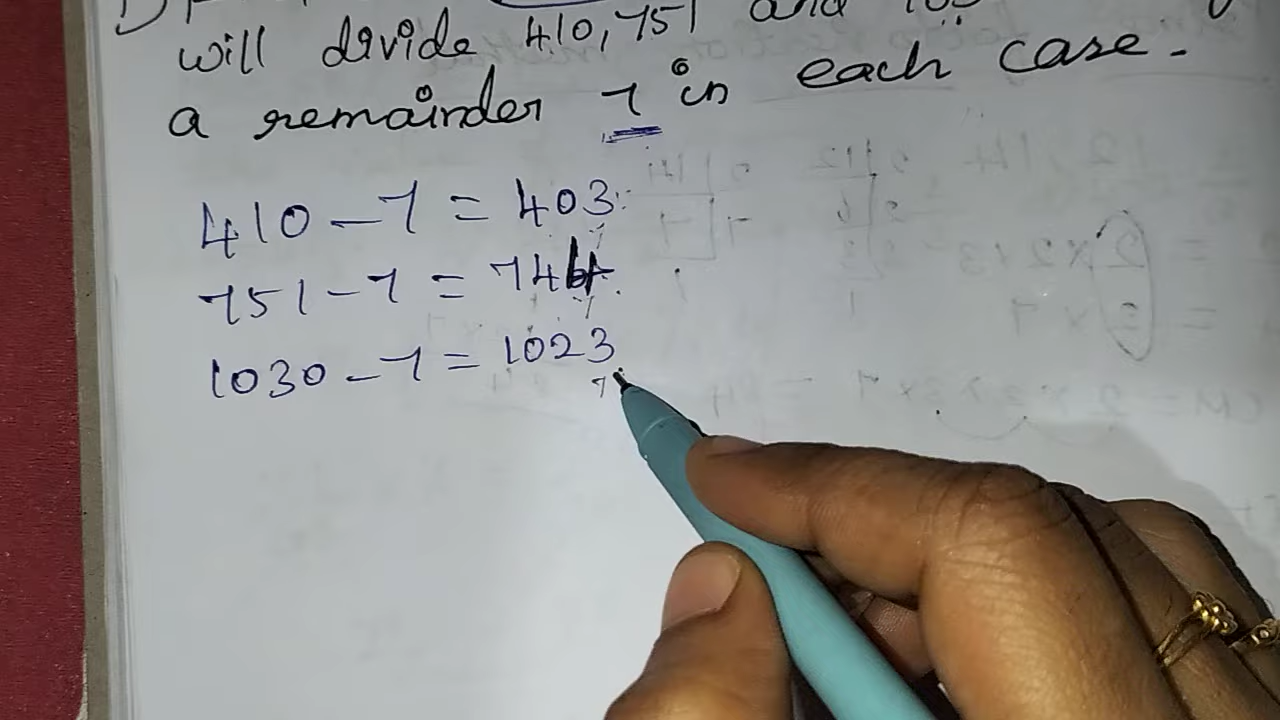 will divide 410, 751 and
a remainder 7 in each case.
410 - 7 = 403
751 - 7 = 744
1030 - 7 = 1023
7